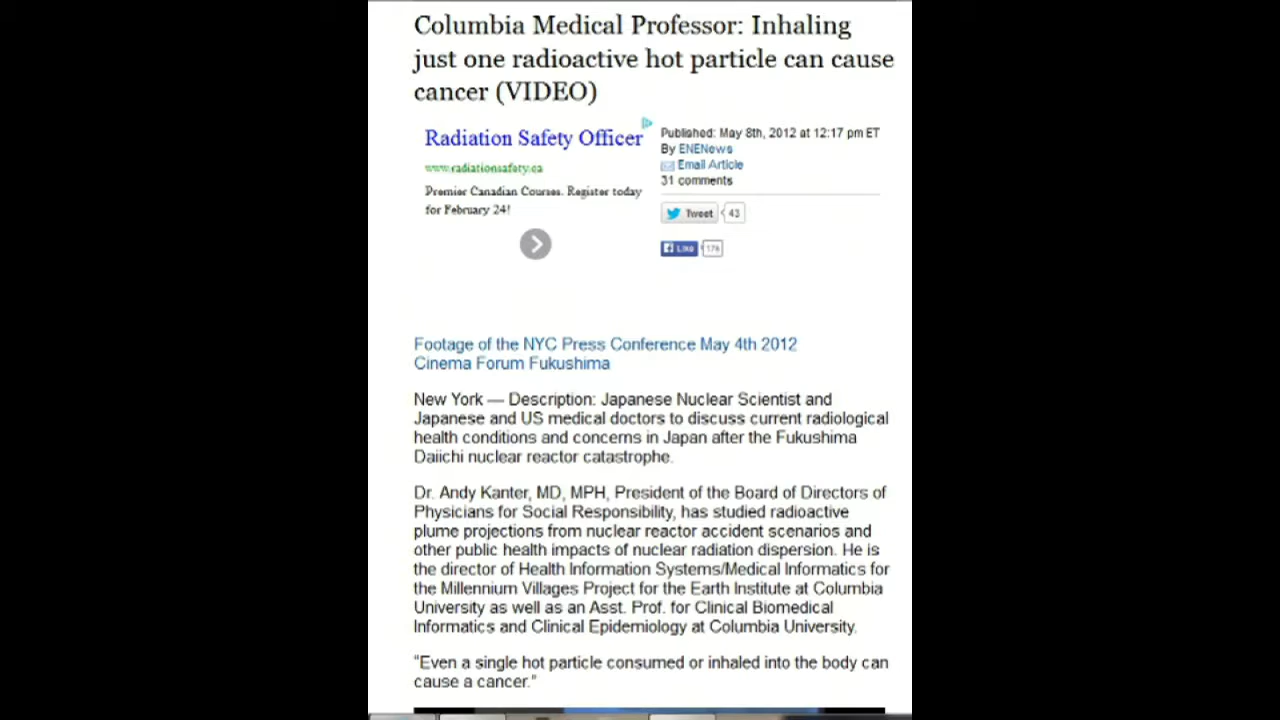 Columbia Medical Professor: Inhaling
just one radioactive hot particle can cause
cancer (VIDEO)
Radiation Safety Officer
www.radiationsafety.ca
Premier Canadian Courses. Register today
for February 24!
Published: May 8th, 2012 at 12:17 pm ET
By ENENews
Email Article
31 comments
Tweet 43
Like
Footage of the NYC Press Conference May 4th 2012
Cinema Forum Fukushima
New York — Description: Japanese Nuclear Scientist and
Japanese and US medical doctors to discuss current radiological
health conditions and concerns in Japan after the Fukushima
Daiichi nuclear reactor catastrophe.
Dr. Andy Kanter, MD, MPH, President of the Board of Directors of
Physicians for Social Responsibility, has studied radioactive
plume projections from nuclear reactor accident scenarios and
other public health impacts of nuclear radiation dispersion. He is
the director of Health Information Systems/Medical Informatics for
the Millennium Villages Project for the Earth Institute at Columbia
University as well as an Asst. Prof. for Clinical Biomedical
Informatics and Clinical Epidemiology at Columbia University.
“Even a single hot particle consumed or inhaled into the body can
cause a cancer.”